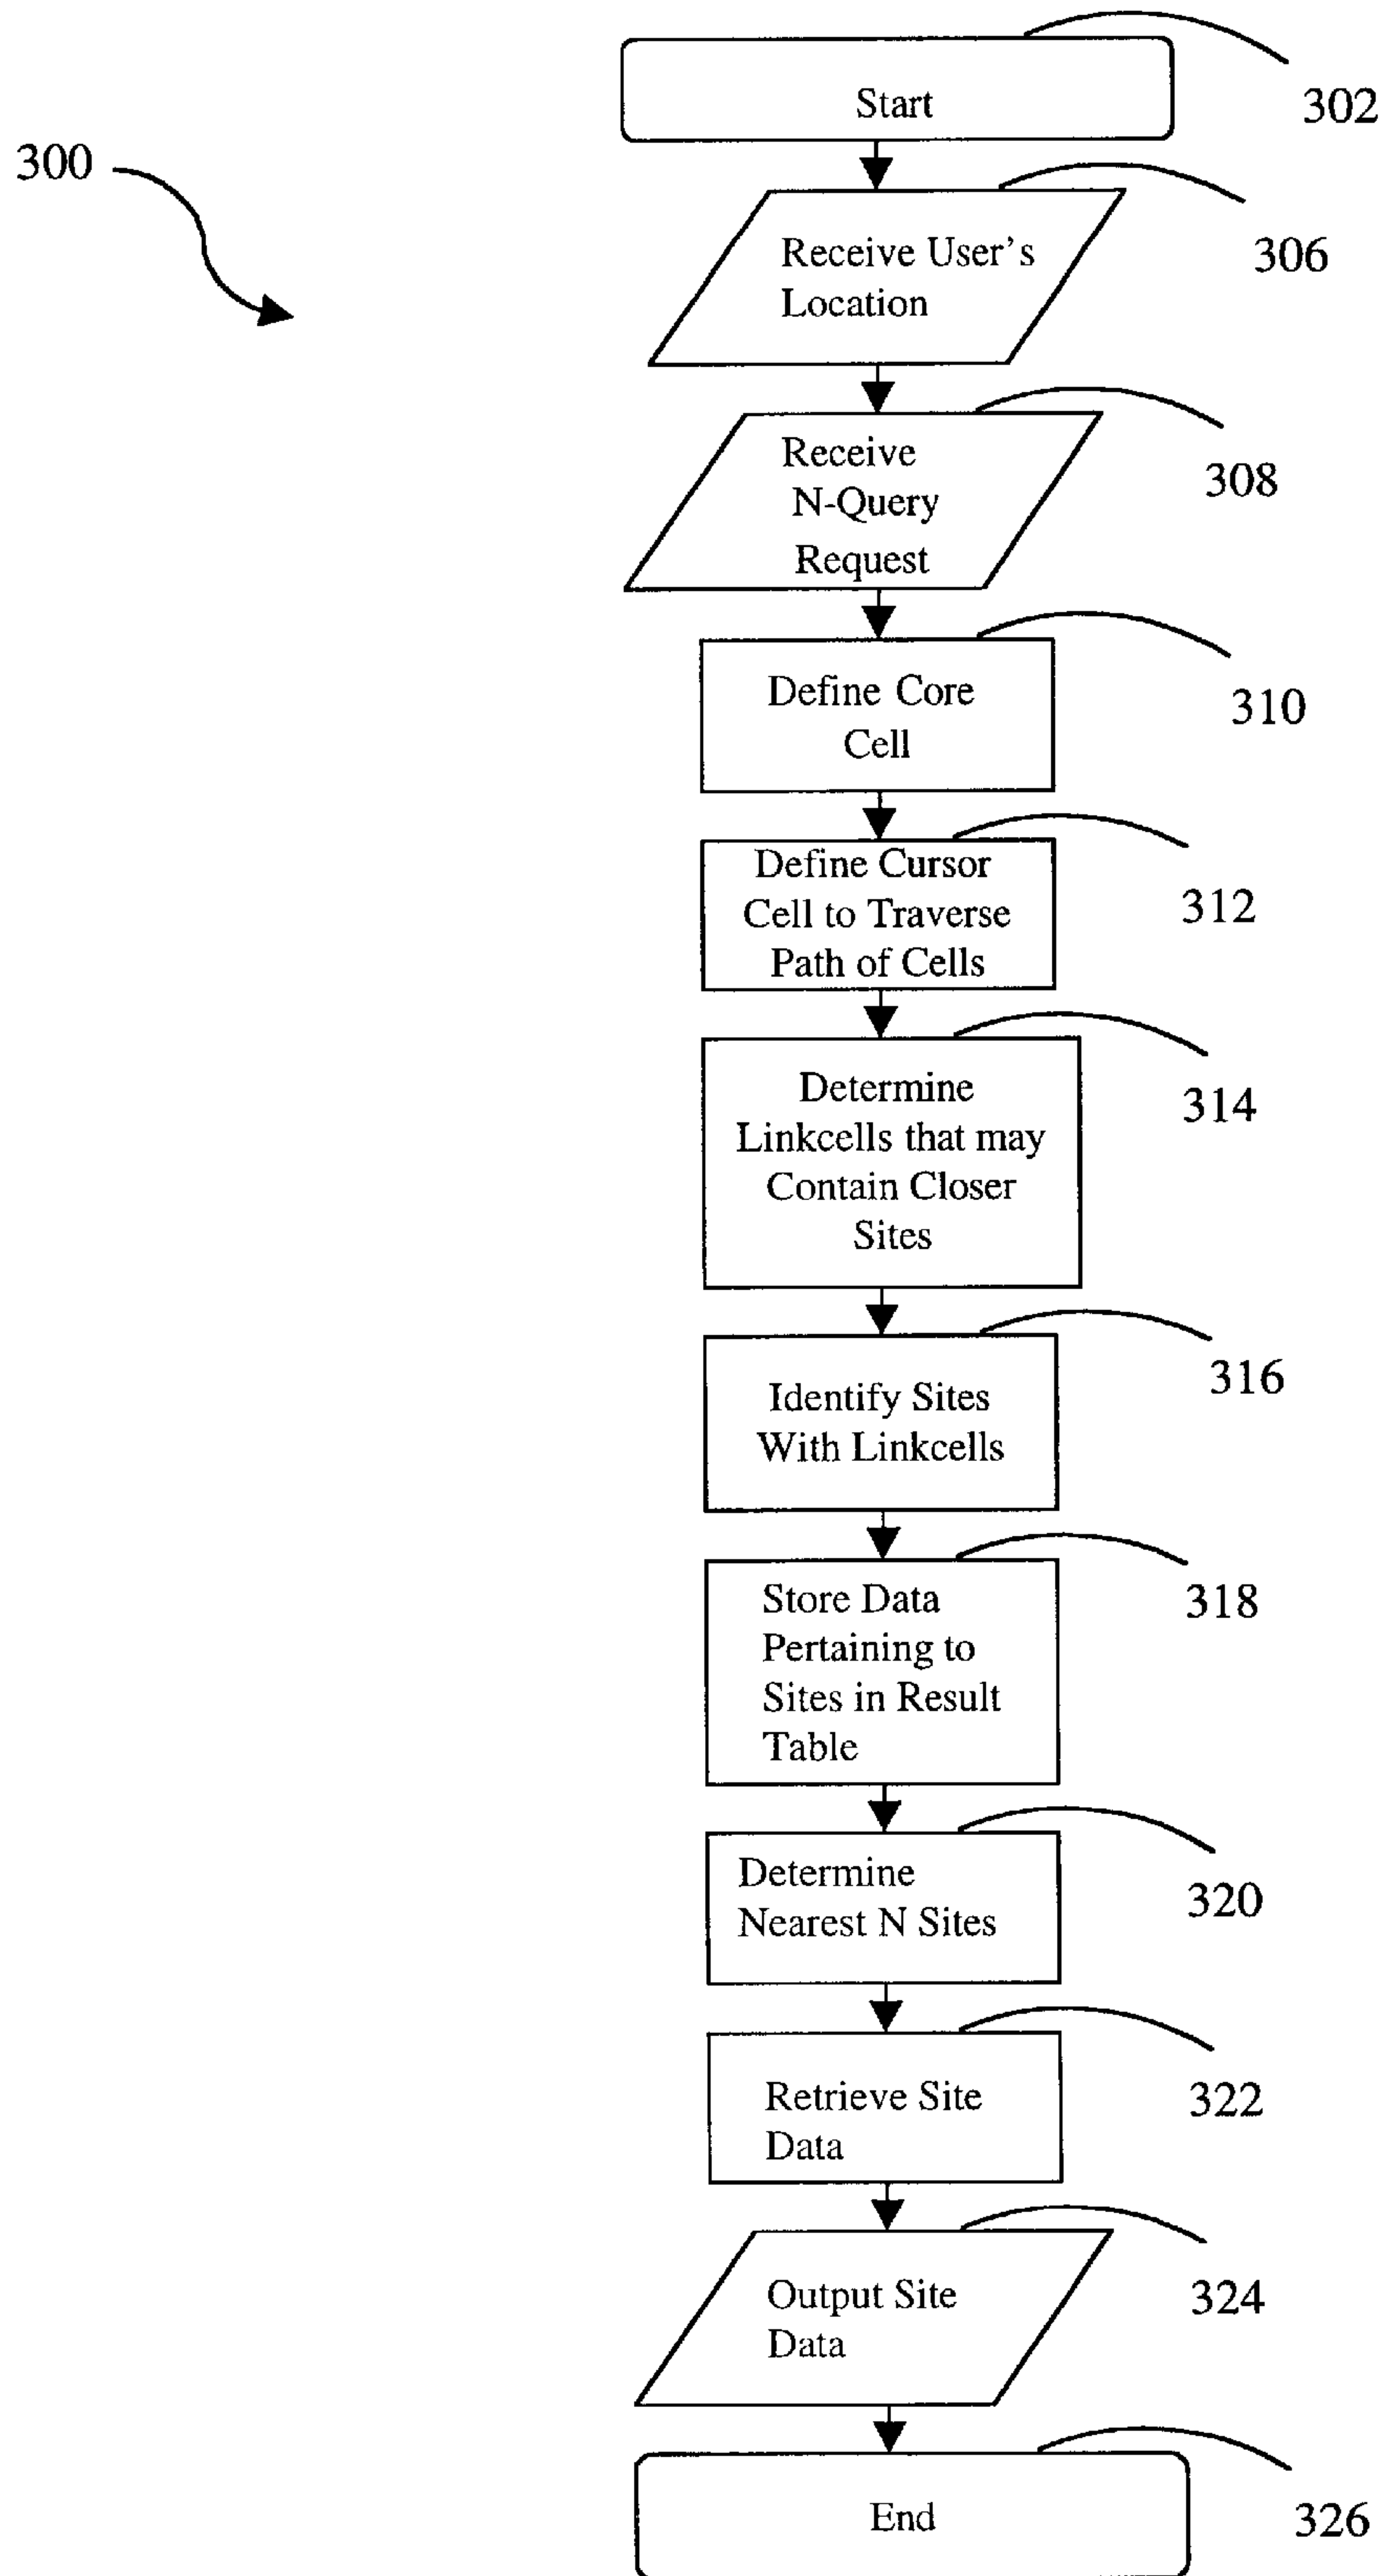 Start
302
300
Receive User's
Location
306
Receive
N-Query
Request
308
Define Core
Cell
310
Define Cursor
Cell to Traverse
Path of Cells
312
Determine
Linkcells that may
Contain Closer
Sites
314
Identify Sites
With Linkcells
316
Store Data
Pertaining to
Sites in Result
Table
318
Determine
Nearest N Sites
320
Retrieve Site
Data
322
Output Site
Data
324
End
326